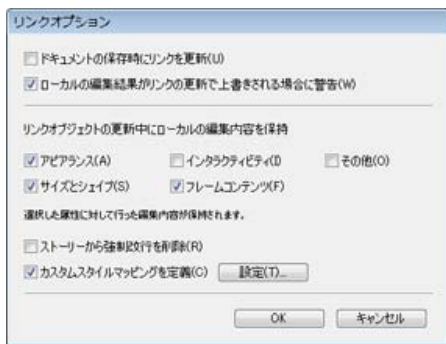 リンクオプション
ドキュメントの保存時にリンクを更新(U)
ローカルの編集結果がリンクの更新で上書きされる場合に警告(W)
リンクオブジェクトの更新中にローカルの編集内容を保持
アピアランス(A) インタラクティビティ(I) その他(O)
サイズとシェイプ(S) フレームコンテンツ(F)
選択した属性に対して行った編集内容が保持されます。
ストーリーから強制改行を削除(R)
カスタムスタイルマッピングを定義(C) 設定(T)...
OK キャンセル